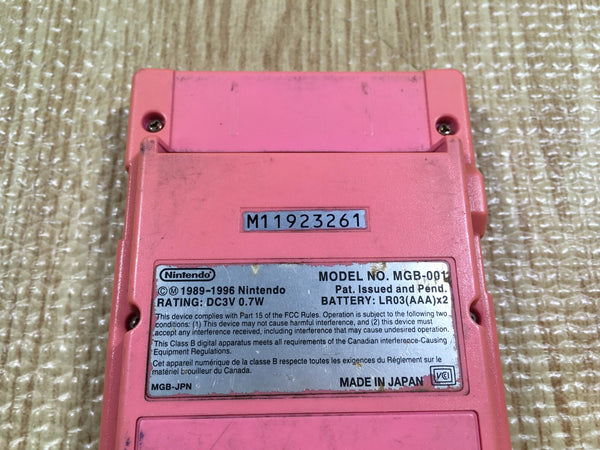 M11923261
Nintendo
©Ⓜ 1989-1996 Nintendo
MODEL NO. MGB-001
Pat. Issued and Pend.
RATING: DC3V 0.7W
BATTERY: LR03(AAA)x2
This device complies with Part 15 of the FCC Rules. Operation is subject to the following two
conditions: (1) This device may not cause harmful interference, and (2) this device must
accept any interference received, including interference that may cause undesired operation.
This Class B digital apparatus meets all requirements of the Canadian Interference-Causing
Equipment Regulations.
Cet appareil numérique de la classe B respecte toutes les exigences du Règlement sur le
matériel brouilleur du Canada.
MGB-JPN
MADE IN JAPAN
VCI